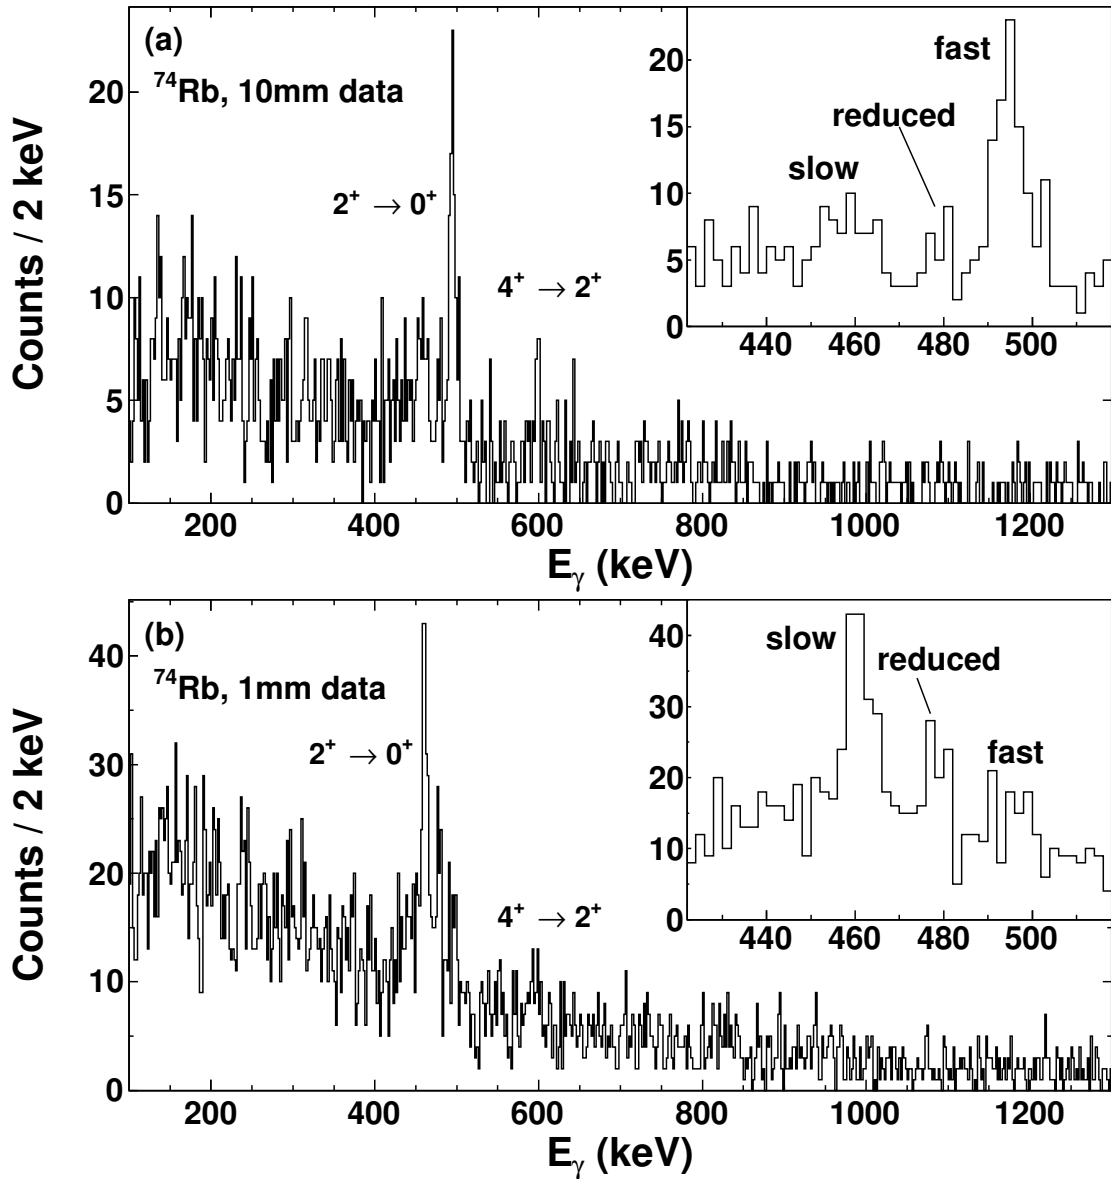 (a)
⁷⁴Rb, 10mm data
2⁺ → 0⁺
4⁺ → 2⁺
Counts / 2 keV
0
5
10
15
20
200 400 600 800 1000 1200
E_γ (keV)
slow
reduced
fast
0
5
10
15
20
440 460 480 500
(b)
⁷⁴Rb, 1mm data
2⁺ → 0⁺
4⁺ → 2⁺
Counts / 2 keV
0
10
20
30
40
200 400 600 800 1000 1200
E_γ (keV)
slow
reduced
fast
0
10
20
30
40
440 460 480 500